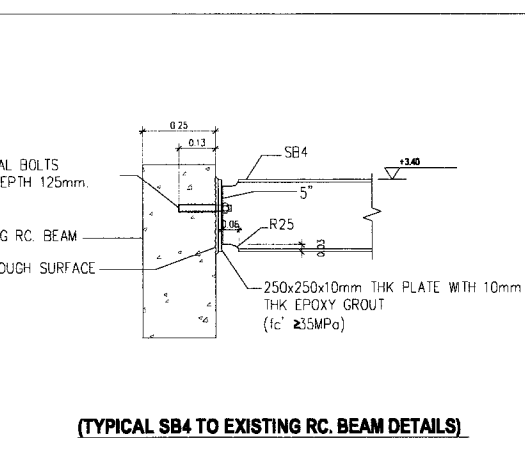 0.25
0.13
AL BOLTS
EPTH 125mm.
SB4
+3.40
5"
G RC. BEAM
0.06
R25
OUGH SURFACE
0.03
250x250x10mm THK PLATE WITH 10mm
THK EPOXY GROUT
(fc' ≥35MPa)
(TYPICAL SB4 TO EXISTING RC. BEAM DETAILS)